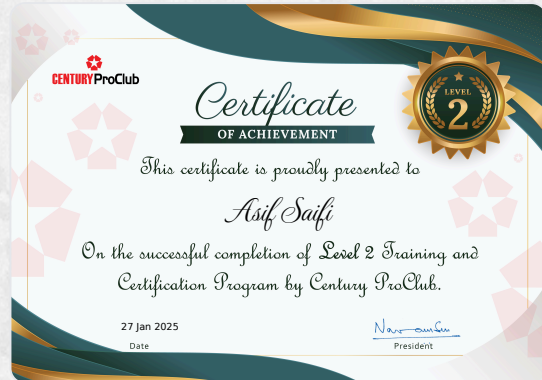 CENTURY ProClub
LEVEL
2
Certificate
OF ACHIEVEMENT
This certificate is proudly presented to
Asif Saifi
On the successful completion of Level 2 Training and
Certification Program by Century ProClub.
27 Jan 2025
Date
President